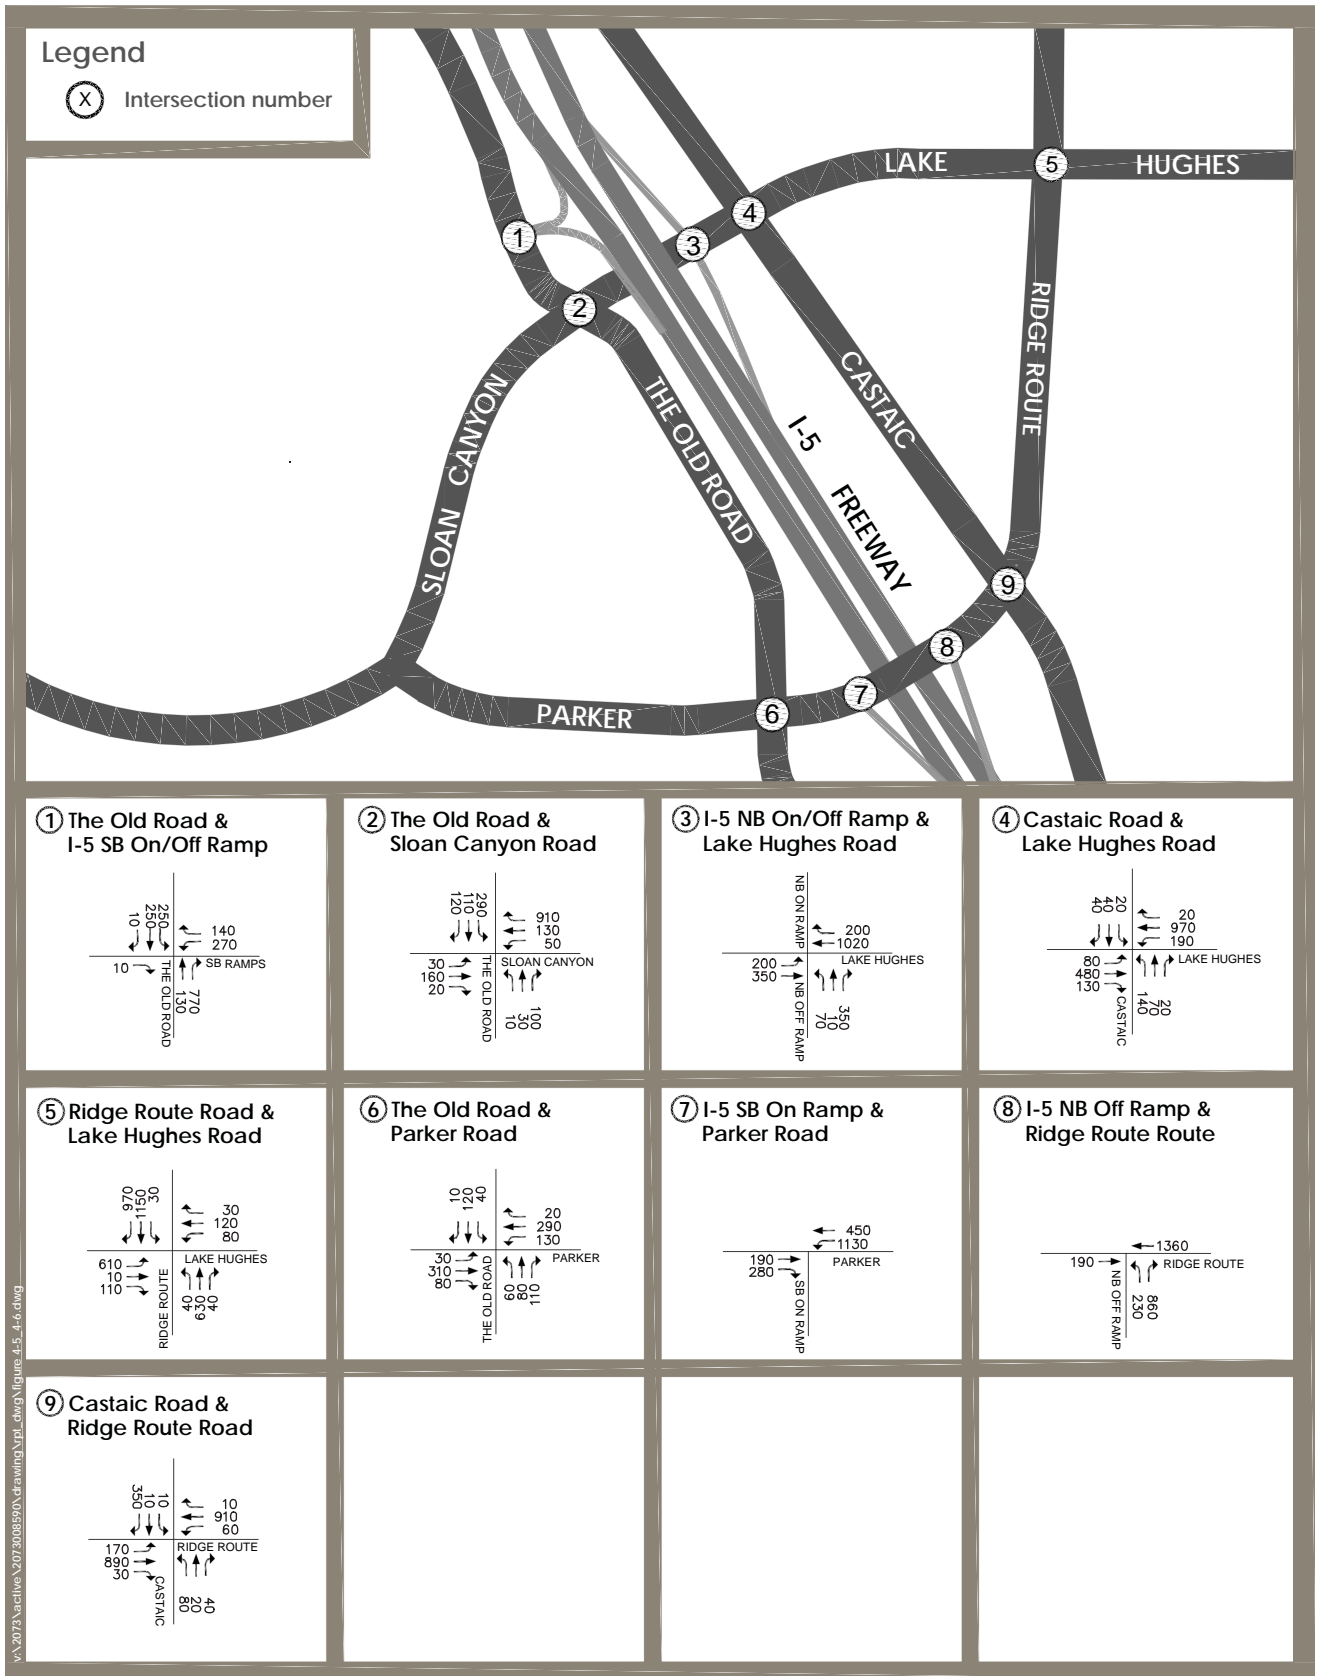 Legend
X Intersection number
LAKE HUGHES
RIDGE ROUTE
CASTAIC
I-5 FREEWAY
THE OLD ROAD
SLOAN CANYON
PARKER
1
2
3
4
5
6
7
8
9
1 The Old Road &
I-5 SB On/Off Ramp
10 250 250
140
270
10
SB RAMPS
THE OLD ROAD
130 770
2 The Old Road &
Sloan Canyon Road
120 110 290
910
130
50
30
160
20
SLOAN CANYON
THE OLD ROAD
10 30 100
3 I-5 NB On/Off Ramp &
Lake Hughes Road
NB ON RAMP
200
1020
200
350
LAKE HUGHES
NB OFF RAMP
70 10 350
4 Castaic Road &
Lake Hughes Road
40 40 20
20
970
190
80
480
130
LAKE HUGHES
CASTAIC
140 70 20
5 Ridge Route Road &
Lake Hughes Road
970 1150 30
30
120
80
610
10
110
LAKE HUGHES
RIDGE ROUTE
40 630 40
6 The Old Road &
Parker Road
10 120 40
20
290
130
30
310
80
PARKER
THE OLD ROAD
60 80 110
7 I-5 SB On Ramp &
Parker Road
450
1130
190
280
PARKER
SB ON RAMP
8 I-5 NB Off Ramp &
Ridge Route Route
1360
190
RIDGE ROUTE
NB OFF RAMP
230 860
9 Castaic Road &
Ridge Route Road
350 10 10
10
910
60
170
890
30
RIDGE ROUTE
CASTAIC
80 20 40
v:\2073\active\2073008590\drawing\rpt_dwg\figure_4-5_4-6.dwg